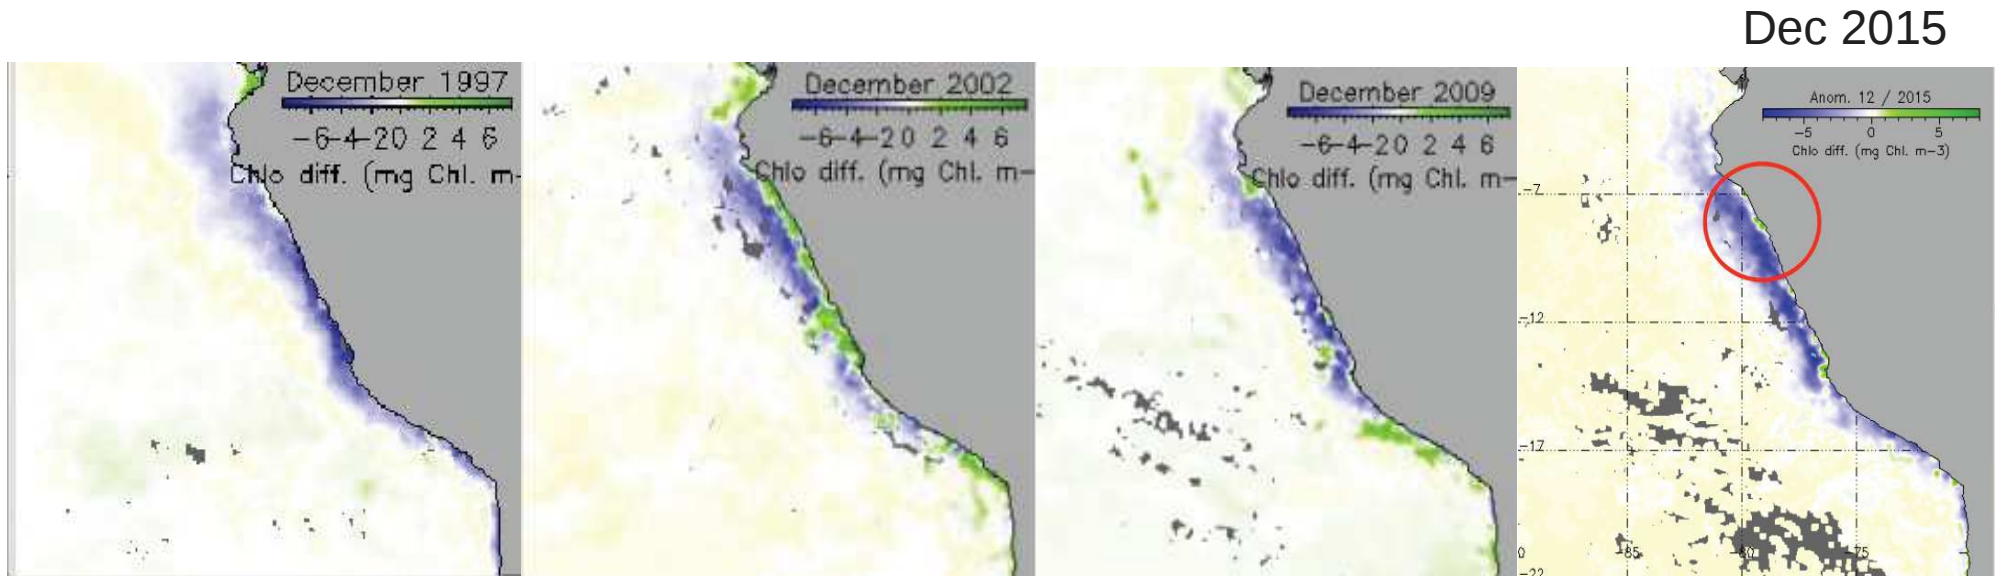 Dec 2015
December 1997
-6-4-20 2 4 6
Chlo diff. (mg Chl. m-
December 2002
-6-4-20 2 4 6
Chlo diff. (mg Chl. m-
December 2009
-6-4-20 2 4 6
Chlo diff. (mg Chl. m-
Anom. 12 / 2015
-5 0 5
Chlo diff. (mg Chl. m-3)
-7
-12
-17
0 -85 -80 -75
-22